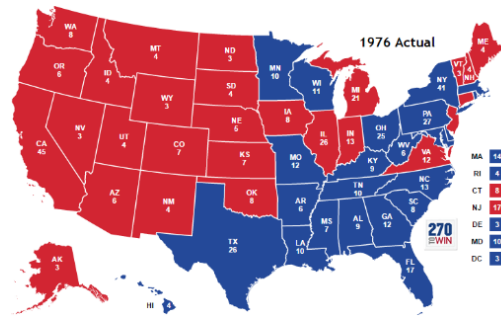 1976 Actual
WA
8
OR
6
CA
45
NV
3
ID
4
MT
4
WY
3
UT
4
AZ
6
CO
7
NM
4
ND
3
SD
4
NE
5
KS
7
OK
8
TX
26
MN
10
IA
8
MO
12
AR
6
LA
10
WI
11
IL
26
MI
21
IN
13
OH
25
KY
9
TN
10
MS
7
AL
9
GA
12
FL
17
SC
8
NC
13
VA
12
WV
6
PA
27
NY
41
VT
3
4
NH
ME
4
AK
3
HI 4
MA 14
RI 4
CT 8
NJ 17
DE 3
MD 10
DC 3
270
TO WIN